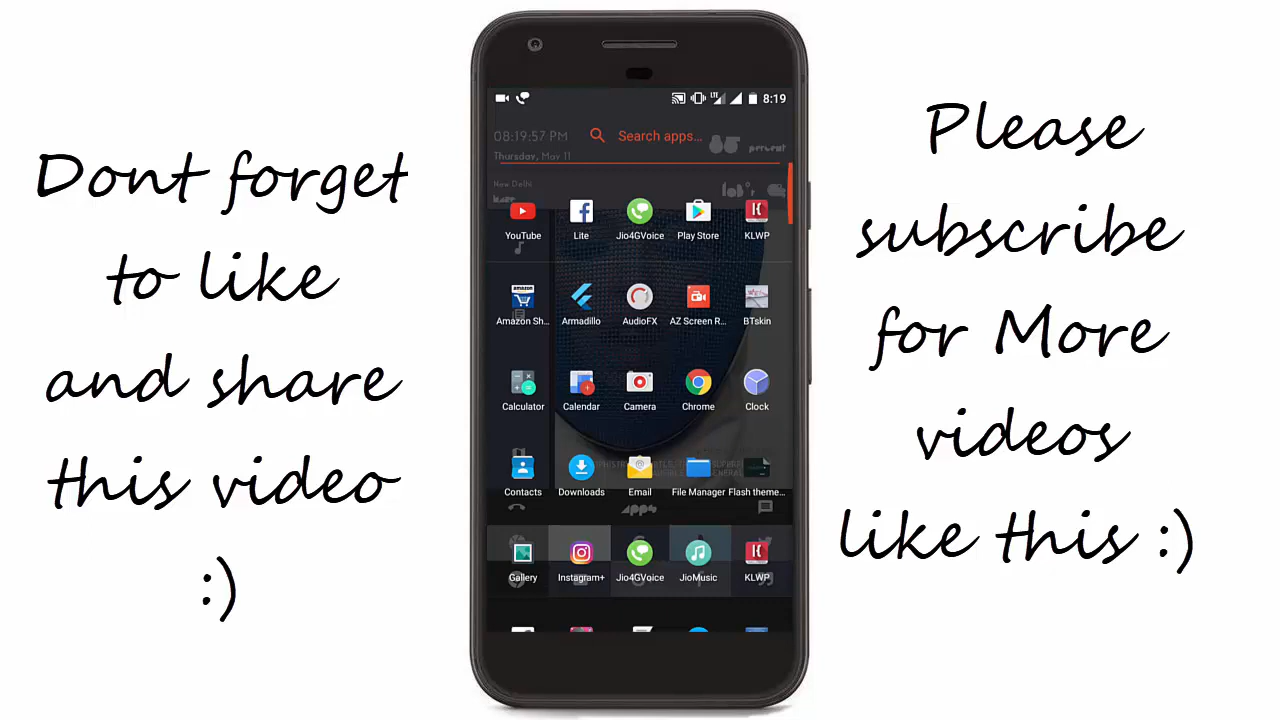 Dont forget
to like
and share
this video
:)
8:19
08:19:57 PM
Search apps...
percent
Thursday, May 11
New Delhi
YouTube
Lite
Jio4GVoice
Play Store
KLWP
Amazon Sh...
Armadillo
AudioFX
AZ Screen R...
BTskin
Calculator
Calendar
Camera
Chrome
Clock
Contacts
Downloads
Email
File Manager
Flash theme...
apps
Gallery
Instagram+
Jio4GVoice
JioMusic
KLWP
Please
subscribe
for More
videos
like this :)